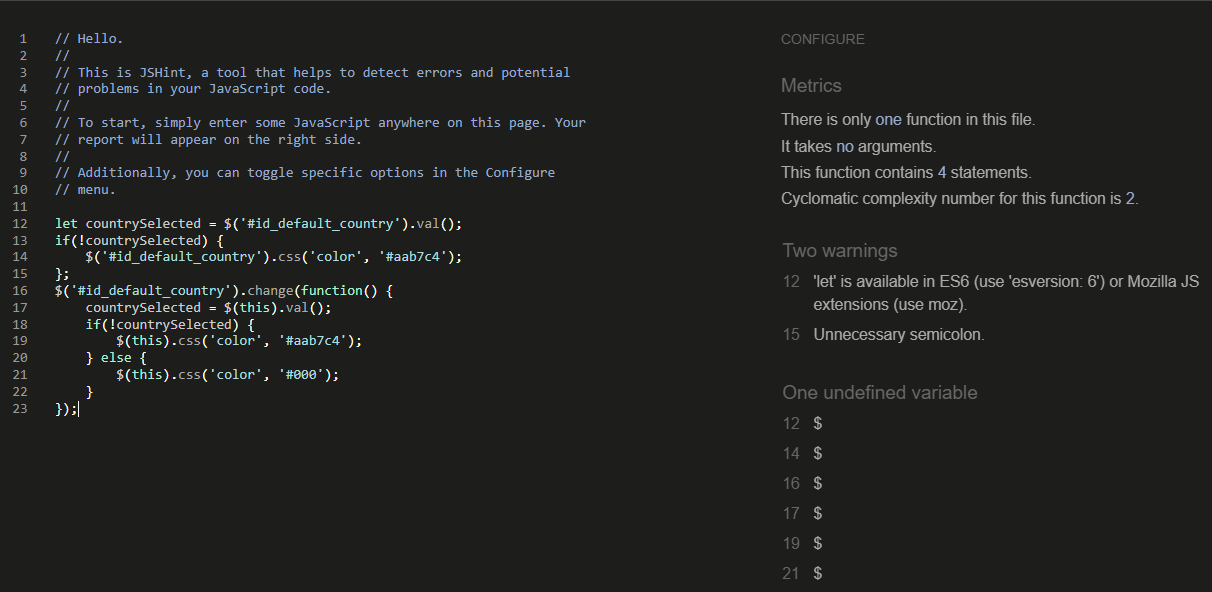 1 // Hello.
2 //
3 // This is JSHint, a tool that helps to detect errors and potential
4 // problems in your JavaScript code.
5 //
6 // To start, simply enter some JavaScript anywhere on this page. Your
7 // report will appear on the right side.
8 //
9 // Additionally, you can toggle specific options in the Configure
10 // menu.
11
12 let countrySelected = $('#id_default_country').val();
13 if(!countrySelected) {
14     $('#id_default_country').css('color', '#aab7c4');
15 };
16 $('#id_default_country').change(function() {
17     countrySelected = $(this).val();
18     if(!countrySelected) {
19         $(this).css('color', '#aab7c4');
20     } else {
21         $(this).css('color', '#000');
22     }
23 });
CONFIGURE
Metrics
There is only one function in this file.
It takes no arguments.
This function contains 4 statements.
Cyclomatic complexity number for this function is 2.
Two warnings
12 'let' is available in ES6 (use 'esversion: 6') or Mozilla JS
extensions (use moz).
15 Unnecessary semicolon.
One undefined variable
12 $
14 $
16 $
17 $
19 $
21 $